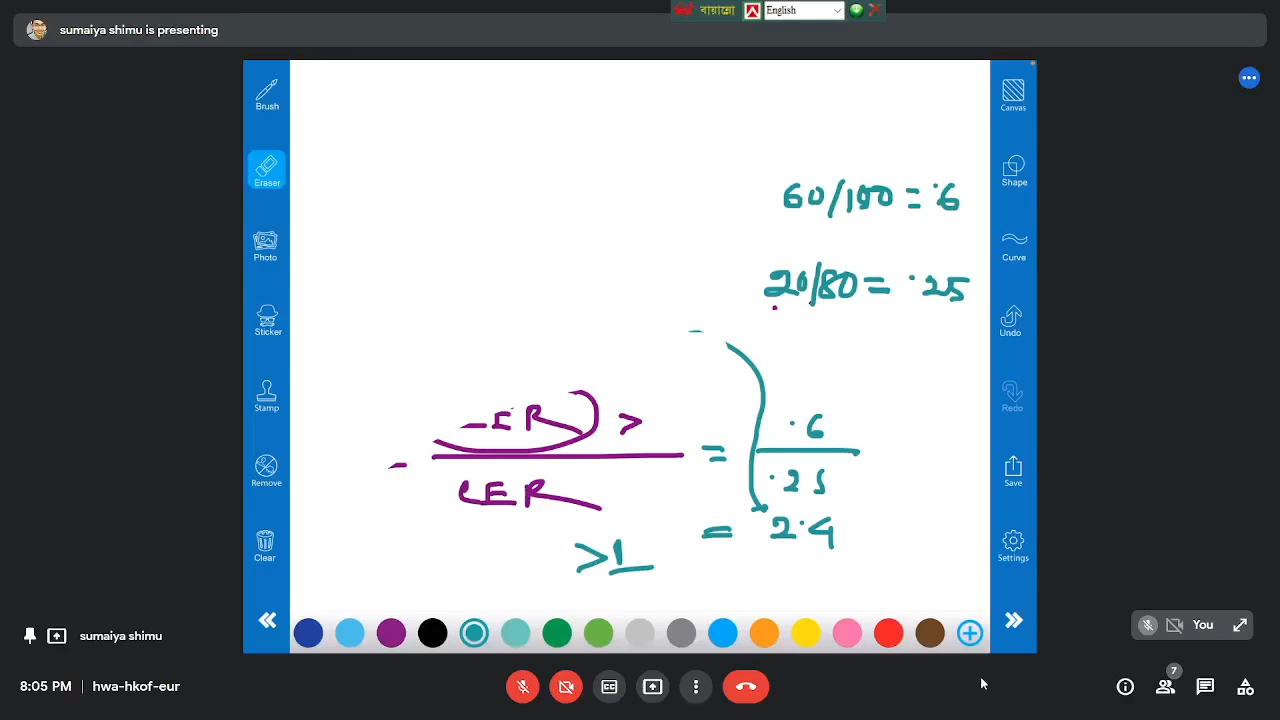 বায়ান্নো English
sumaiya shimu is presenting
Brush
Eraser
Photo
Sticker
Stamp
Remove
Clear
Canvas
Shape
Curve
Undo
Redo
Save
Settings
60/100 = .6
20/80 = .25
ER >
CER
= .6
.25
= 2.4
>1
sumaiya shimu
You
8:05 PM | hwa-hkof-eur
7